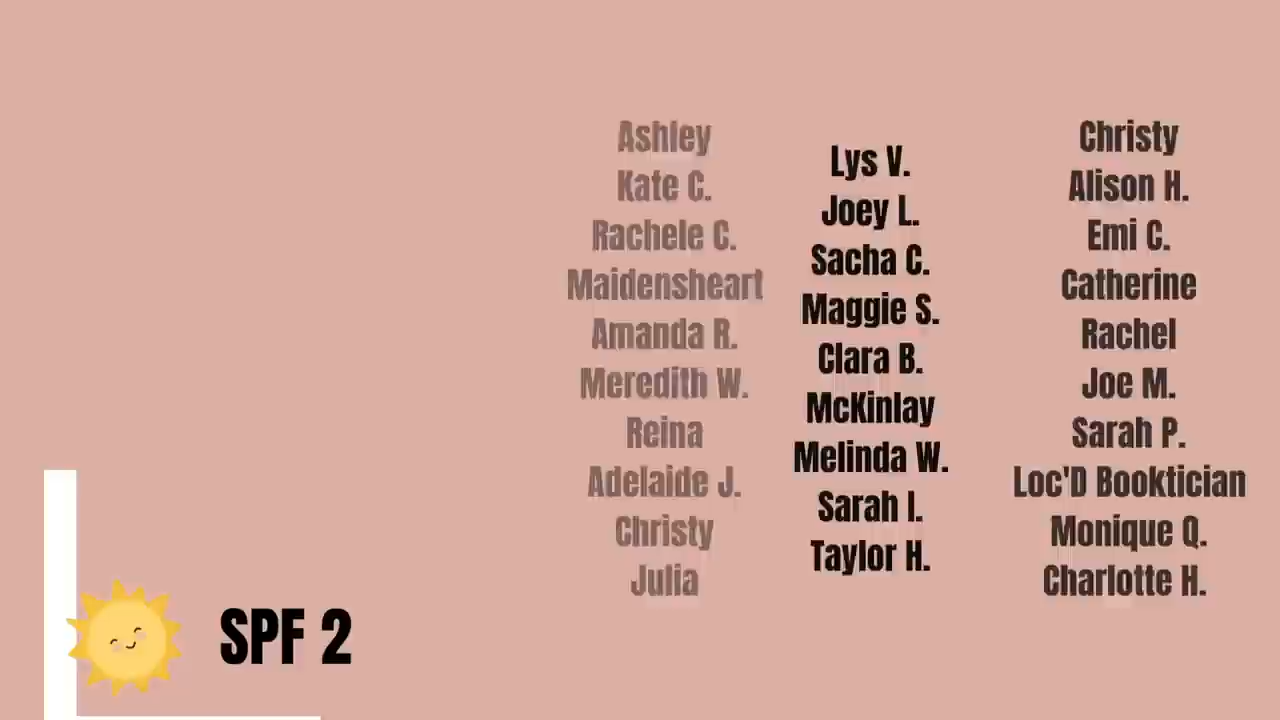 Ashley
Kate C.
Rachele C.
Maidensheart
Amanda R.
Meredith W.
Reina
Adelaide J.
Christy
Julia
Lys V.
Joey L.
Sacha C.
Maggie S.
Clara B.
McKinlay
Melinda W.
Sarah I.
Taylor H.
Christy
Alison H.
Emi C.
Catherine
Rachel
Joe M.
Sarah P.
Loc'D Booktician
Monique Q.
Charlotte H.
SPF 2